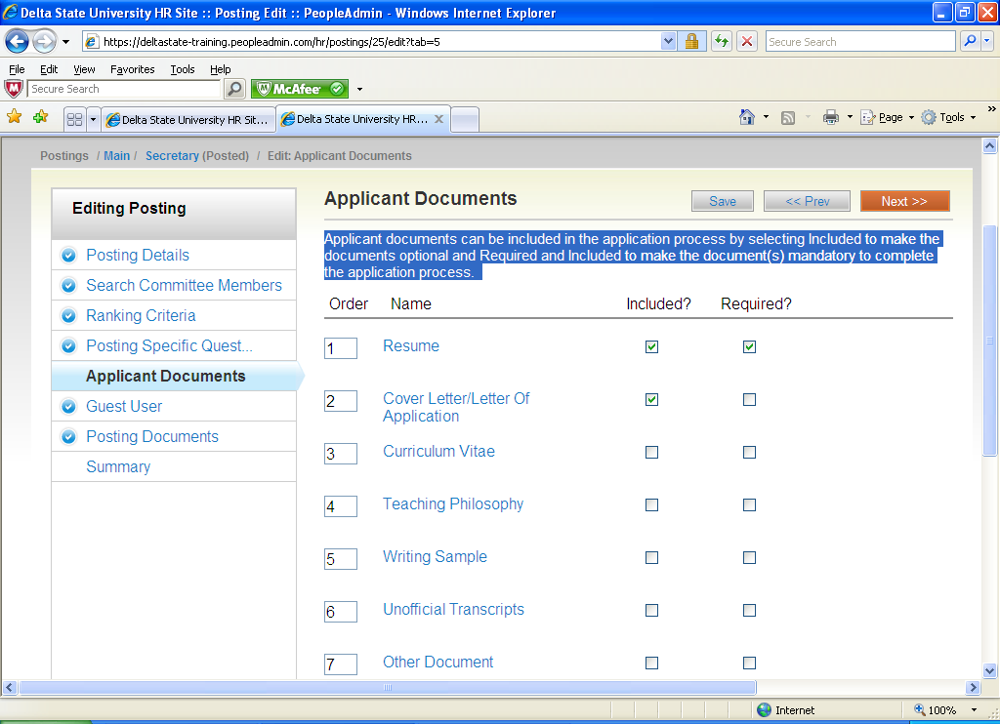 Delta State University HR Site :: Posting Edit :: PeopleAdmin - Windows Internet Explorer
https://deltastate-training.peopleadmin.com/hr/postings/25/edit?tab=5
Secure Search
File Edit View Favorites Tools Help
Secure Search
McAfee
Delta State University HR Sit...
Delta State University HR...
Page
Tools
Postings / Main / Secretary (Posted) / Edit: Applicant Documents
Editing Posting
Posting Details
Search Committee Members
Ranking Criteria
Posting Specific Quest...
Applicant Documents
Guest User
Posting Documents
Summary
Applicant Documents
Save
<< Prev
Next >>
Applicant documents can be included in the application process by selecting Included to make the
documents optional and Required and Included to make the document(s) mandatory to complete
the application process.
Order Name Included? Required?
1 Resume
2 Cover Letter/Letter Of
Application
3 Curriculum Vitae
4 Teaching Philosophy
5 Writing Sample
6 Unofficial Transcripts
7 Other Document
Internet
100%